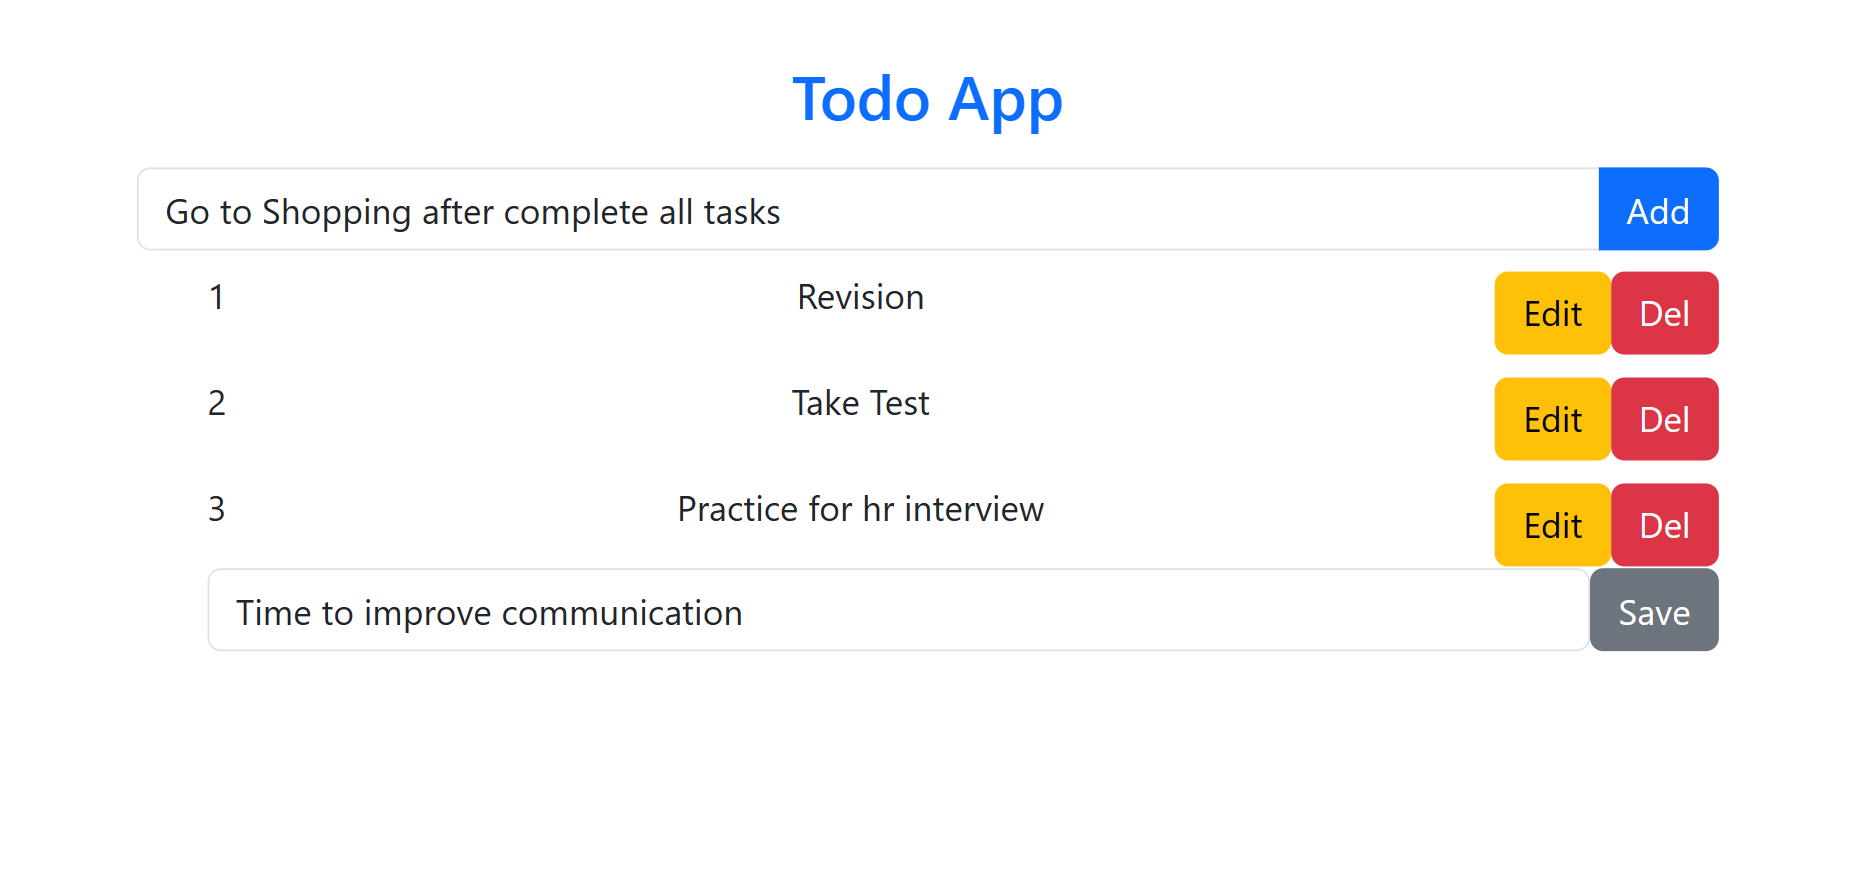 Todo App
Go to Shopping after complete all tasks Add
1 Revision Edit Del
2 Take Test Edit Del
3 Practice for hr interview Edit Del
Time to improve communication Save